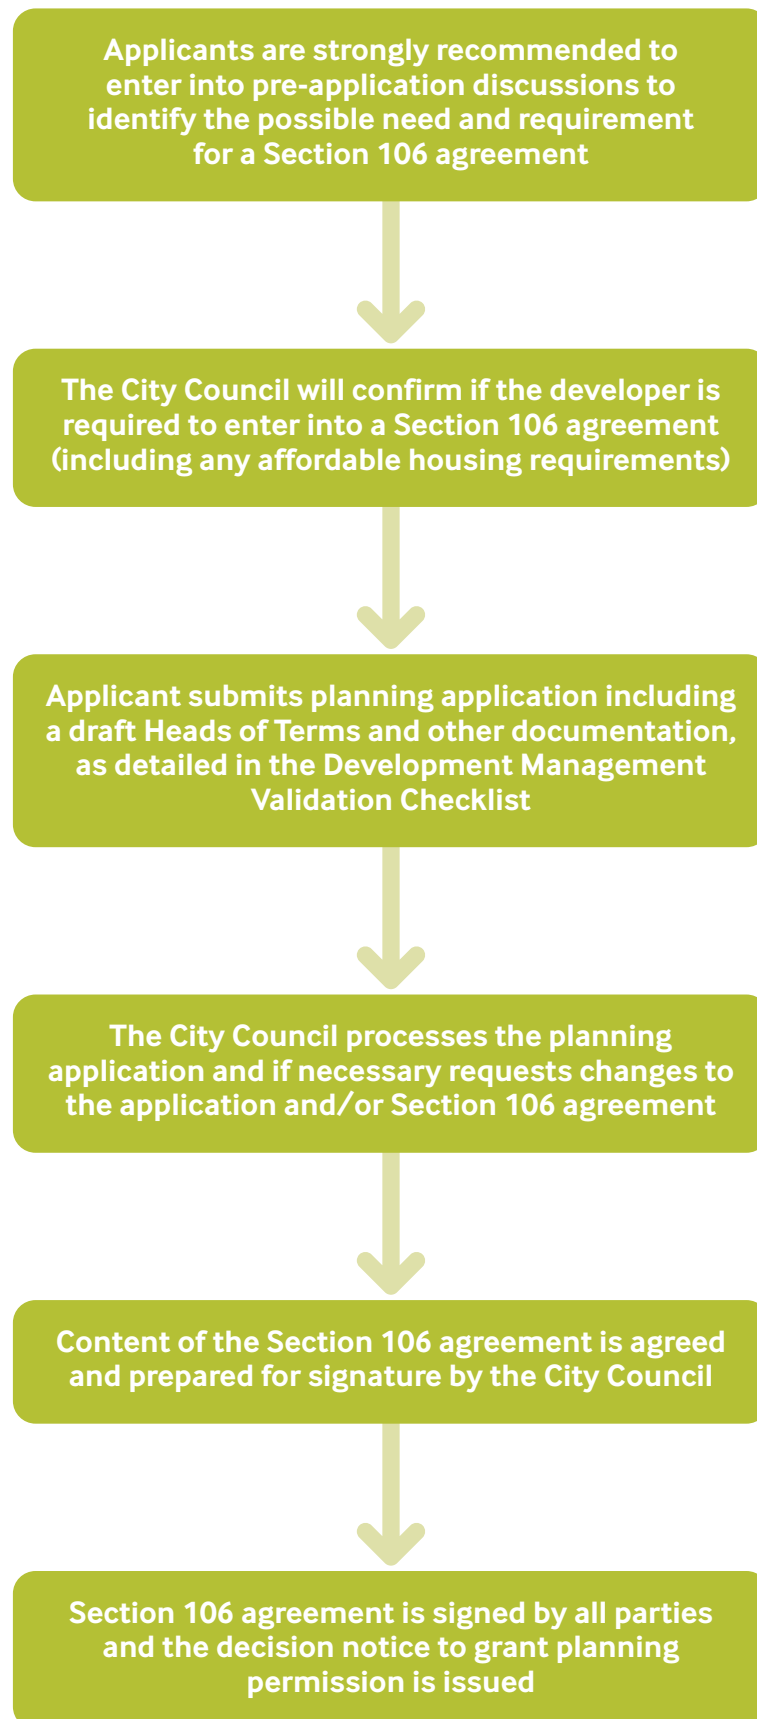 Applicants are strongly recommended to
enter into pre-application discussions to
identify the possible need and requirement
for a Section 106 agreement
The City Council will confirm if the developer is
required to enter into a Section 106 agreement
(including any affordable housing requirements)
Applicant submits planning application including
a draft Heads of Terms and other documentation,
as detailed in the Development Management
Validation Checklist
The City Council processes the planning
application and if necessary requests changes to
the application and/or Section 106 agreement
Content of the Section 106 agreement is agreed
and prepared for signature by the City Council
Section 106 agreement is signed by all parties
and the decision notice to grant planning
permission is issued